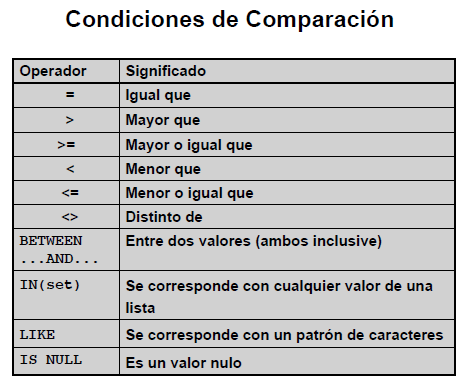 Condiciones de Comparación
Operador Significado
= Igual que
> Mayor que
>= Mayor o igual que
< Menor que
<= Menor o igual que
<> Distinto de
BETWEEN Entre dos valores (ambos inclusive)
...AND...
IN(set) Se corresponde con cualquier valor de una
lista
LIKE Se corresponde con un patrón de caracteres
IS NULL Es un valor nulo